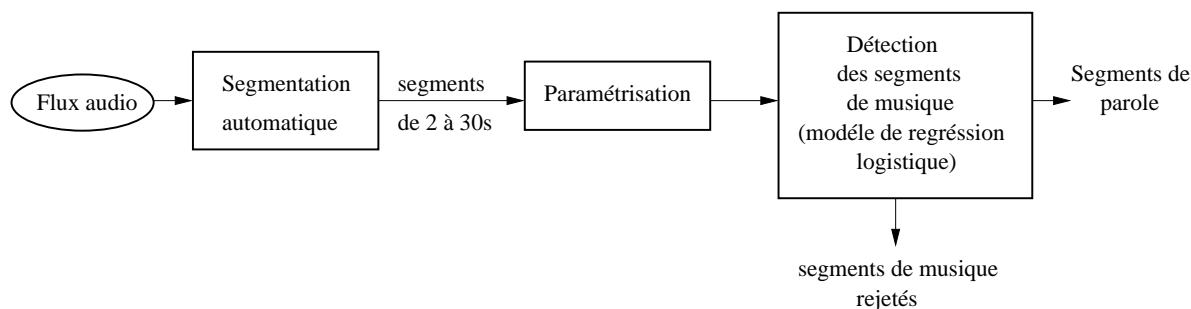 Flux audio
Segmentation
automatique
segments
de 2 à 30s
Paramétrisation
Détection
des segments
de musique
(modéle de regréssion
logistique)
Segments de
parole
segments de musique
rejetés